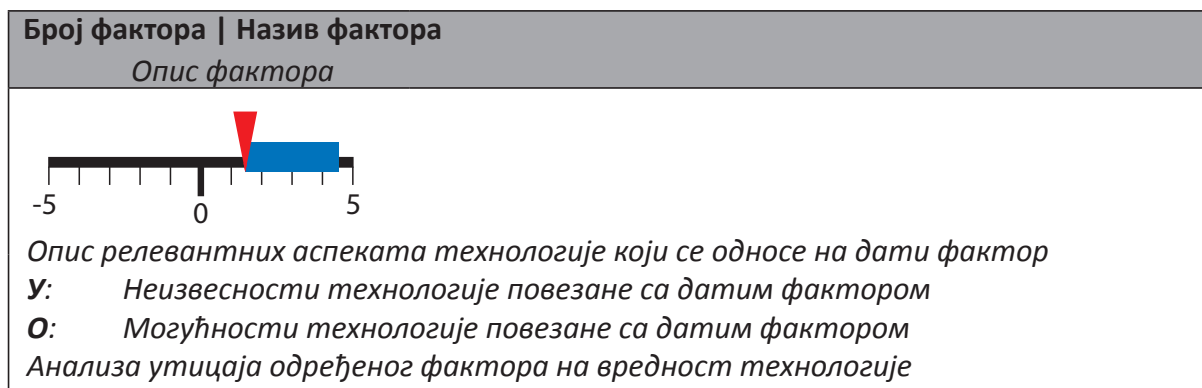 Број фактора | Назив фактора
Опис фактора
-5 0 5
Опис релевантних аспеката технологије који се односе на дати фактор
У: Неизвесности технологије повезане са датим фактором
О: Могућности технологије повезане са датим фактором
Анализа утицаја одређеног фактора на вредност технологије